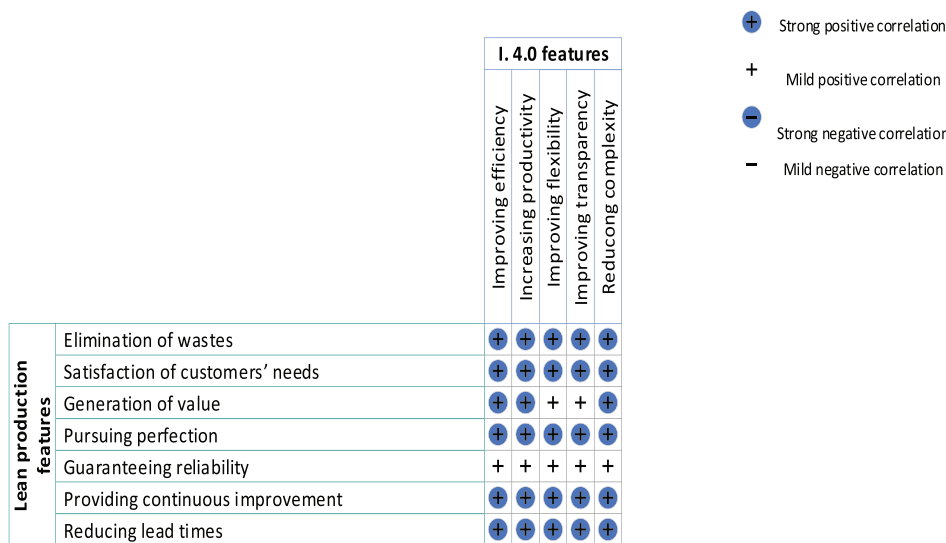 Strong positive correlation
+ Mild positive correlation
Strong negative correlation
− Mild negative correlation
I. 4.0 features
Improving efficiency
Increasing productivity
Improving flexibility
Improving transparency
Reducong complexity
Lean production
features
Elimination of wastes + + + + +
Satisfaction of customers’ needs + + + + +
Generation of value + + + + +
Pursuing perfection + + + + +
Guaranteeing reliability + + + + +
Providing continuous improvement + + + + +
Reducing lead times + + + + +